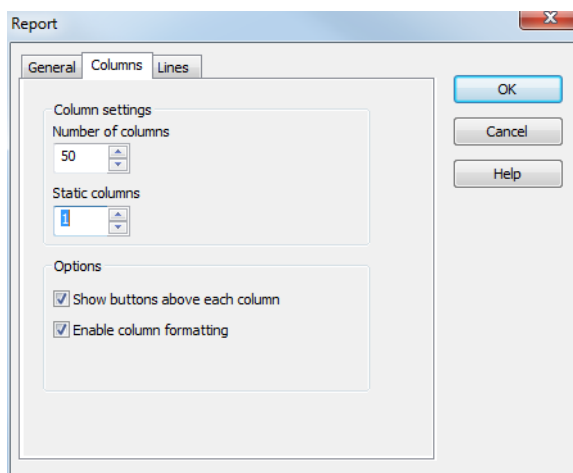 Report
General Columns Lines
Column settings
Number of columns
50
Static columns
1
Options
Show buttons above each column
Enable column formatting
OK
Cancel
Help